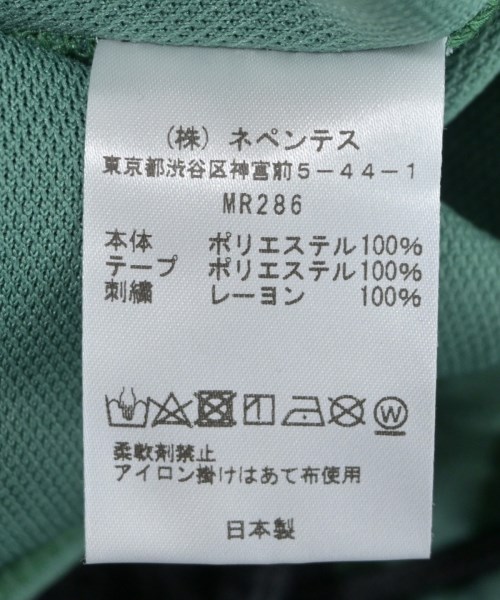 (株) ネペンテス
東京都渋谷区神宮前5-44-1
MR286
本体 ポリエステル100%
テープ ポリエステル100%
刺繍 レーヨン 100%
W
柔軟剤禁止
アイロン掛けはあて布使用
日本製